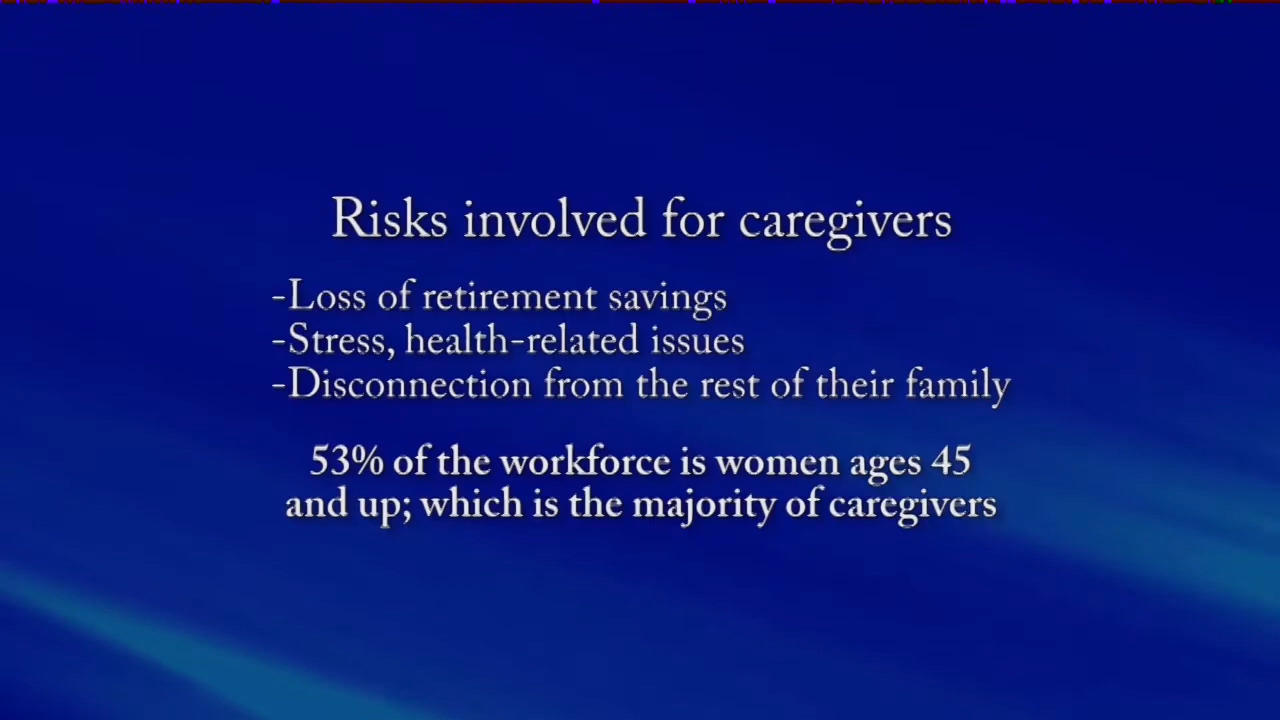 Risks involved for caregivers
-Loss of retirement savings
-Stress, health-related issues
-Disconnection from the rest of their family
53% of the workforce is women ages 45
and up; which is the majority of caregivers